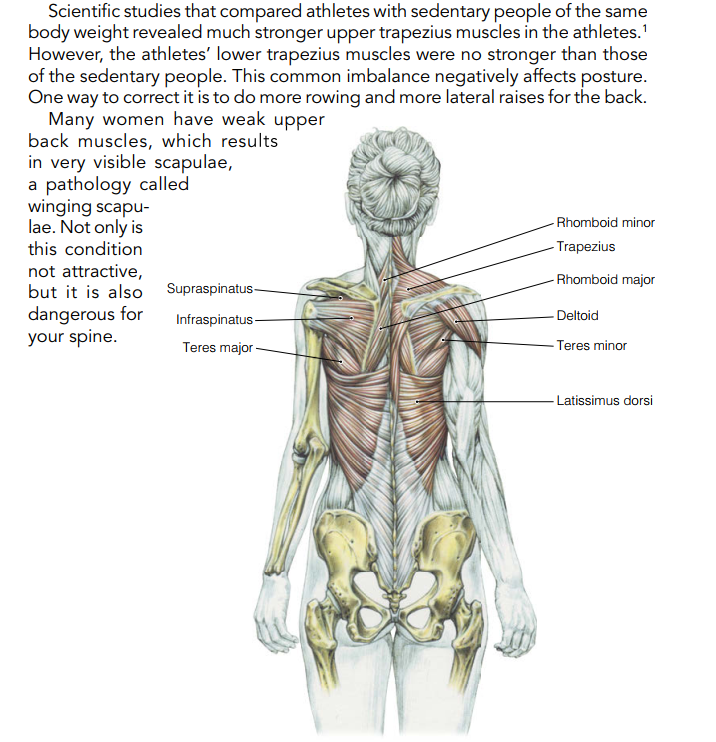 Scientific studies that compared athletes with sedentary people of the same
body weight revealed much stronger upper trapezius muscles in the athletes.¹
However, the athletes’ lower trapezius muscles were no stronger than those
of the sedentary people. This common imbalance negatively affects posture.
One way to correct it is to do more rowing and more lateral raises for the back.
Many women have weak upper
back muscles, which results
in very visible scapulae,
a pathology called
winging scapu-
lae. Not only is
this condition
not attractive,
but it is also
dangerous for
your spine.
Supraspinatus
Infraspinatus
Teres major
Rhomboid minor
Trapezius
Rhomboid major
Deltoid
Teres minor
Latissimus dorsi